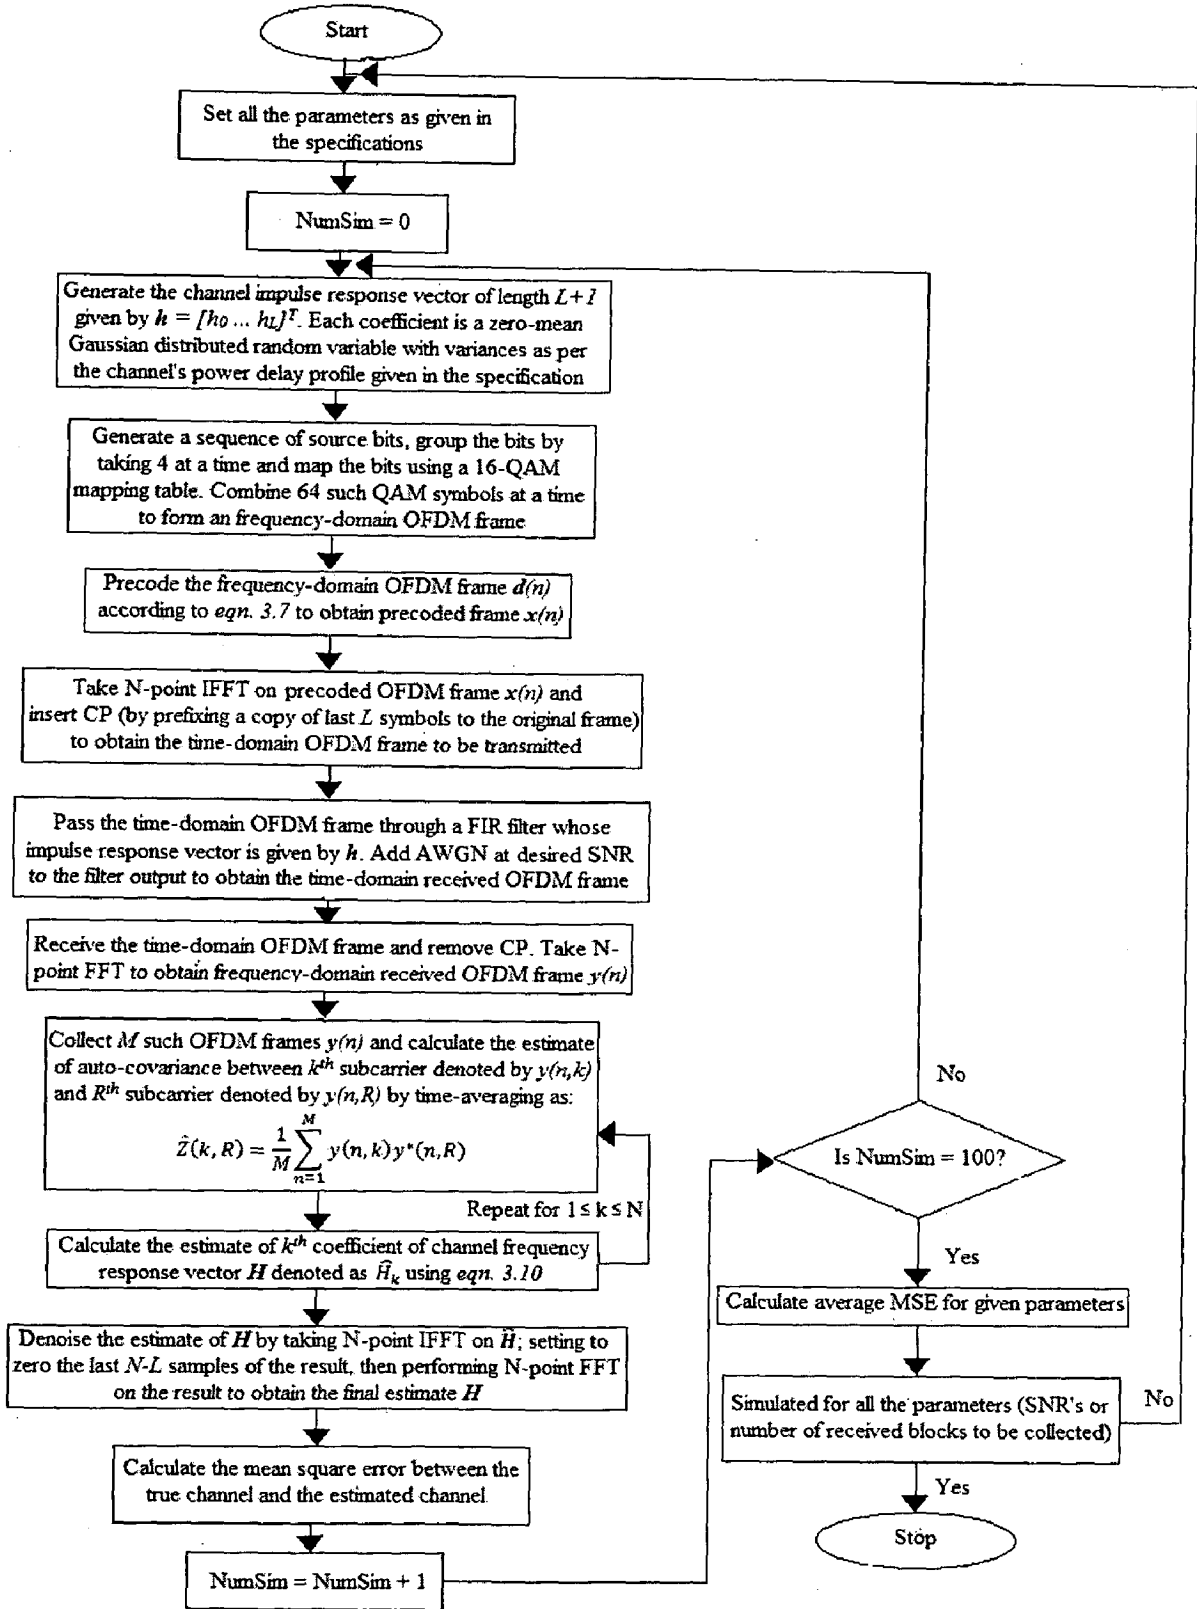 Start
Set all the parameters as given in
the specifications
NumSim = 0
Generate the channel impulse response vector of length L+1
given by h = [h₀ ... h_L]ᵀ. Each coefficient is a zero-mean
Gaussian distributed random variable with variances as per
the channel's power delay profile given in the specification
Generate a sequence of source bits, group the bits by
taking 4 at a time and map the bits using a 16-QAM
mapping table. Combine 64 such QAM symbols at a time
to form an frequency-domain OFDM frame
Precode the frequency-domain OFDM frame d(n)
according to eqn. 3.7 to obtain precoded frame x(n)
Take N-point IFFT on precoded OFDM frame x(n) and
insert CP (by prefixing a copy of last L symbols to the original frame)
to obtain the time-domain OFDM frame to be transmitted
Pass the time-domain OFDM frame through a FIR filter whose
impulse response vector is given by h. Add AWGN at desired SNR
to the filter output to obtain the time-domain received OFDM frame
Receive the time-domain OFDM frame and remove CP. Take N-
point FFT to obtain frequency-domain received OFDM frame y(n)
Collect M such OFDM frames y(n) and calculate the estimate
of auto-covariance between kᵗʰ subcarrier denoted by y(n,k)
and Rᵗʰ subcarrier denoted by y(n,R) by time-averaging as:
Ẑ(k, R) = 1/M ∑_{n=1}^{M} y(n, k)y*(n, R)
Repeat for 1 ≤ k ≤ N
Calculate the estimate of kᵗʰ coefficient of channel frequency
response vector H denoted as Ĥ_k using eqn. 3.10
Denoise the estimate of H by taking N-point IFFT on Ĥ; setting to
zero the last N-L samples of the result, then performing N-point FFT
on the result to obtain the final estimate H
Calculate the mean square error between the
true channel and the estimated channel.
NumSim = NumSim + 1
No
Is NumSim = 100?
Yes
Calculate average MSE for given parameters
Simulated for all the parameters (SNR's or
number of received blocks to be collected)
No
Yes
Stop